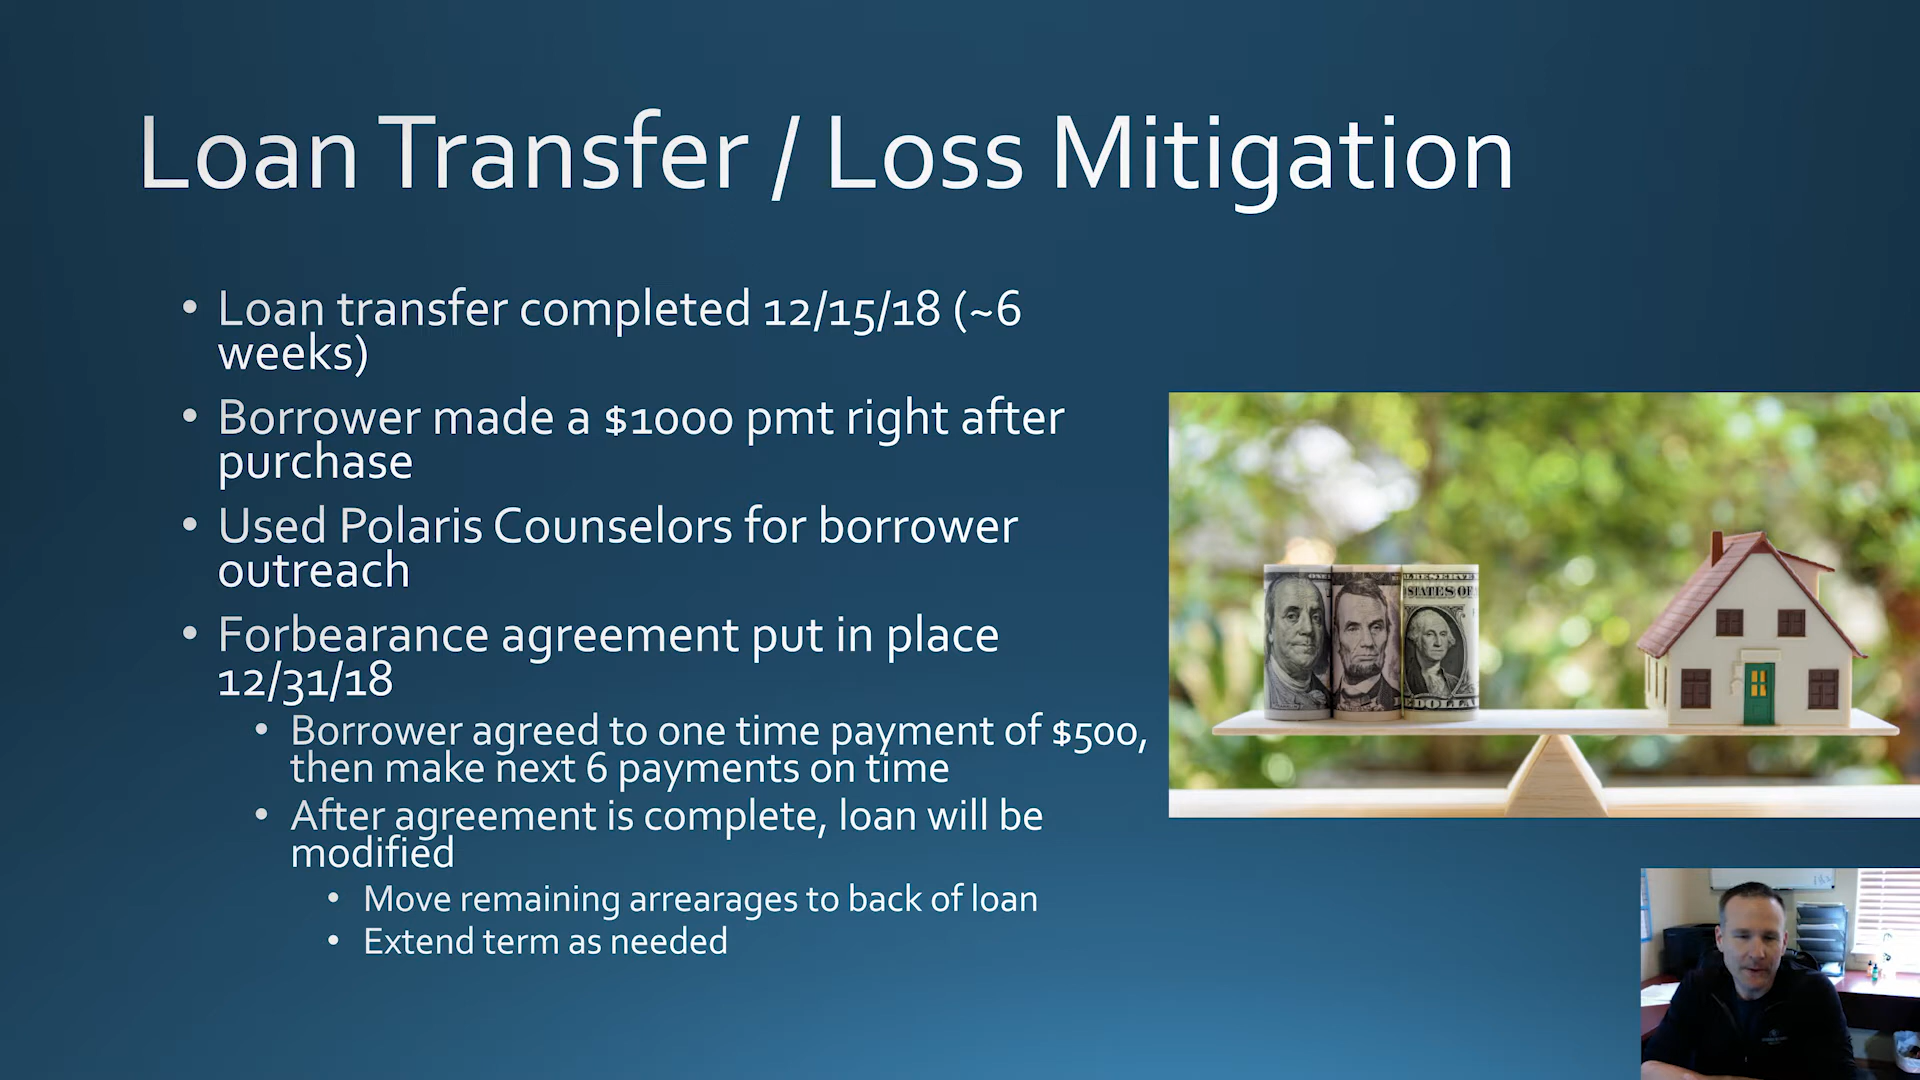 Loan Transfer / Loss Mitigation
• Loan transfer completed 12/15/18 (~6
weeks)
• Borrower made a $1000 pmt right after
purchase
• Used Polaris Counselors for borrower
outreach
• Forbearance agreement put in place
12/31/18
• Borrower agreed to one time payment of $500,
then make next 6 payments on time
• After agreement is complete, loan will be
modified
• Move remaining arrearages to back of loan
• Extend term as needed
STATES OF